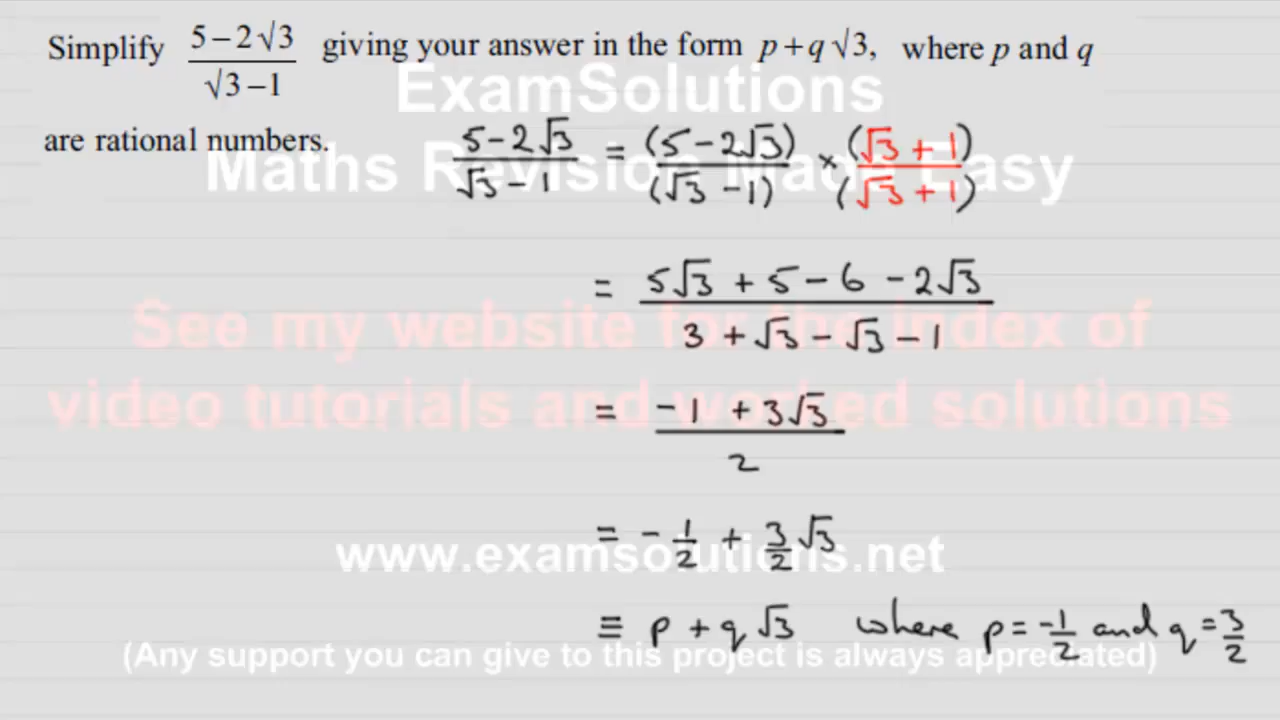 Simplify (5 − 2√3)/(√3 − 1) giving your answer in the form p + q √3, where p and q
ExamSolutions
are rational numbers.
Maths Revision Made Easy
(5 − 2√3)/(√3 − 1) = (5 − 2√3)/(√3 − 1) × (√3 + 1)/(√3 + 1)
= (5√3 + 5 − 6 − 2√3)/(3 + √3 − √3 − 1)
See my website for the index of
video tutorials and worked solutions
= (−1 + 3√3)/2
= −1/2 + 3/2 √3
www.examsolutions.net
≡ p + q √3 where p = −1/2 and q = 3/2
(Any support you can give to this project is always appreciated)